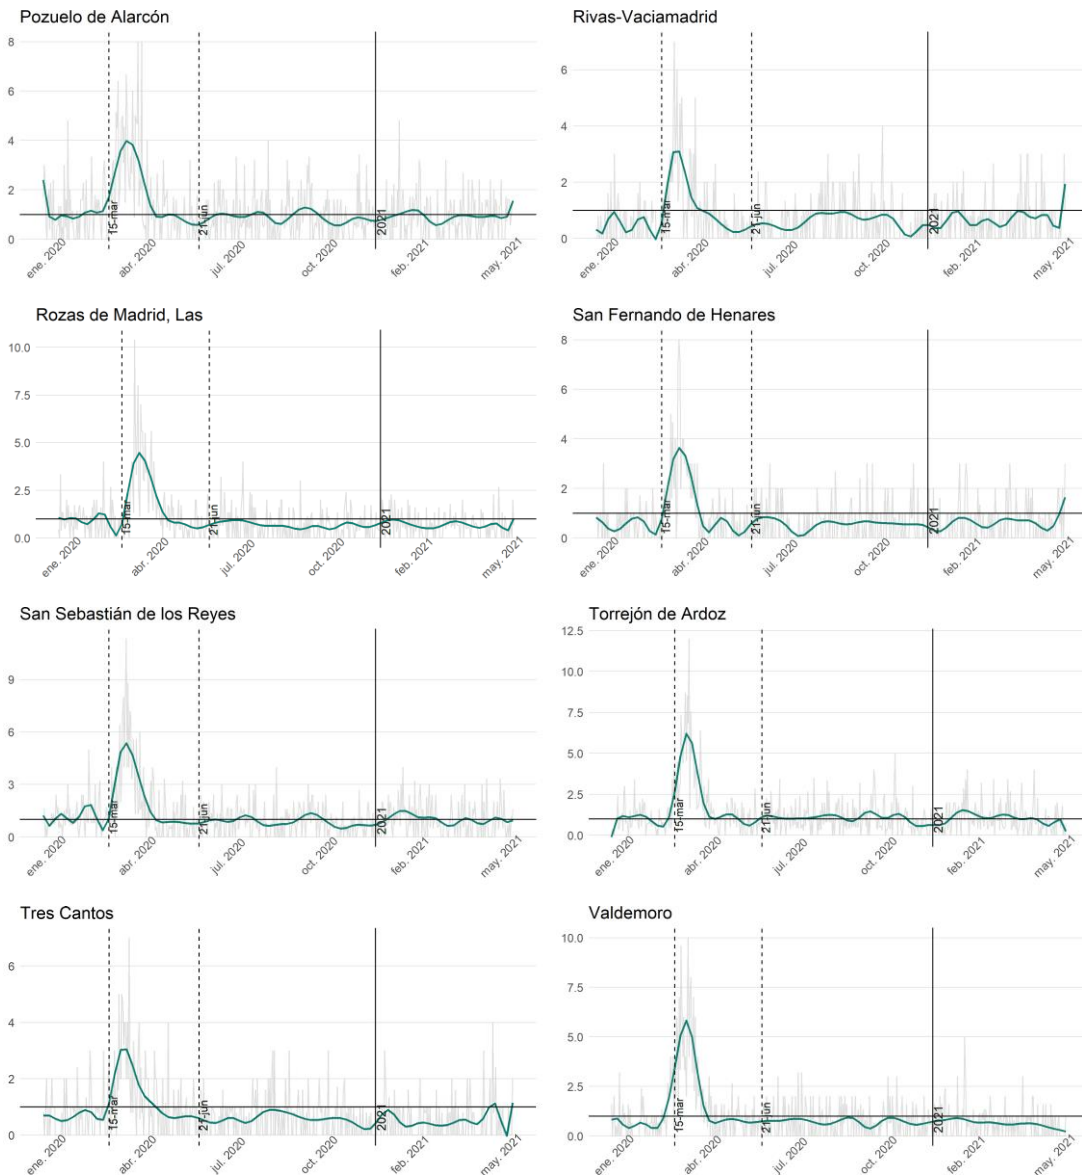 Pozuelo de Alarcón
8
6
4
2
0
15-mar
21-jun
2021
ene. 2020
abr. 2020
jul. 2020
oct. 2020
feb. 2021
may. 2021
Rivas-Vaciamadrid
6
4
2
0
15-mar
21-jun
2021
ene. 2020
abr. 2020
jul. 2020
oct. 2020
feb. 2021
may. 2021
Rozas de Madrid, Las
10.0
7.5
5.0
2.5
0.0
15-mar
21-jun
2021
ene. 2020
abr. 2020
jul. 2020
oct. 2020
feb. 2021
may. 2021
San Fernando de Henares
8
6
4
2
0
15-mar
21-jun
2021
ene. 2020
abr. 2020
jul. 2020
oct. 2020
feb. 2021
may. 2021
San Sebastián de los Reyes
9
6
3
0
15-mar
21-jun
2021
ene. 2020
abr. 2020
jul. 2020
oct. 2020
feb. 2021
may. 2021
Torrejón de Ardoz
12.5
10.0
7.5
5.0
2.5
0.0
15-mar
21-jun
2021
ene. 2020
abr. 2020
jul. 2020
oct. 2020
feb. 2021
may. 2021
Tres Cantos
6
4
2
0
15-mar
21-jun
2021
ene. 2020
abr. 2020
jul. 2020
oct. 2020
feb. 2021
may. 2021
Valdemoro
10.0
7.5
5.0
2.5
0.0
15-mar
21-jun
2021
ene. 2020
abr. 2020
jul. 2020
oct. 2020
feb. 2021
may. 2021